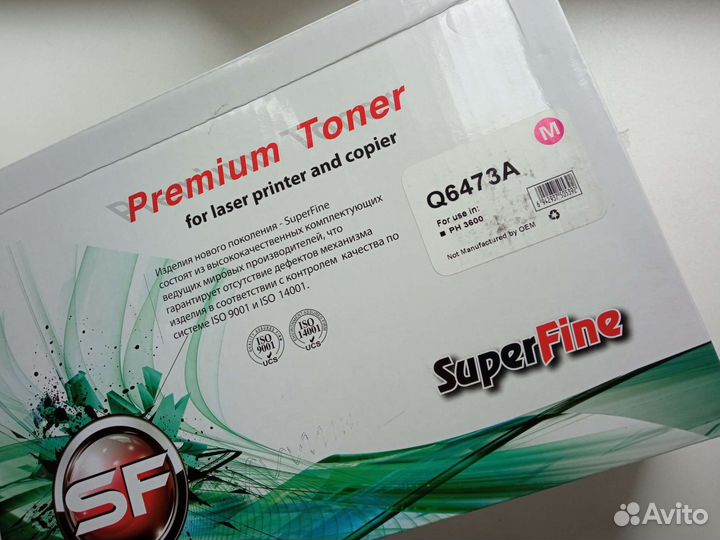 Premium Toner
for laser printer and copier
Изделия нового поколения - SuperFine
состоят из высококачественных комплектующих
ведущих мировых производителей, что
гарантирует отсутствие дефектов механизма
изделия в соответствии с контролем качества по
системе ISO 9001 и ISO 14001.
ISO
9001
UCS
ISO
14001
UCS
M
Q6473A
For use in:
PH 3600
Not Manufactured by OEM
SuperFine
SF
Avito